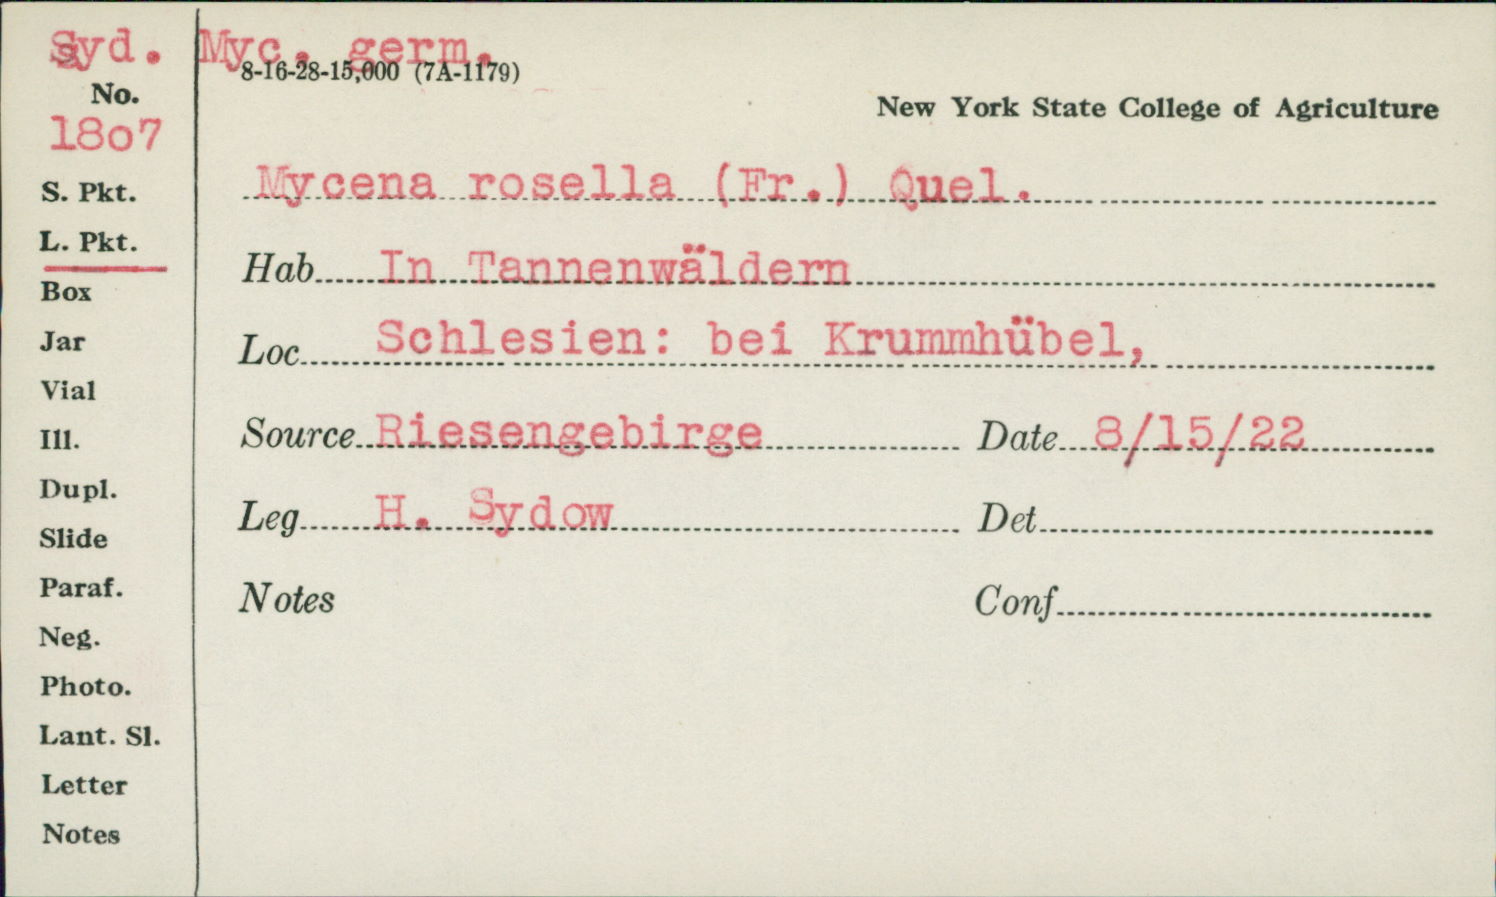 Syd. Myc. germ.
8-16-28-15,000 (7A-1179)
No.
1807
New York State College of Agriculture
S. Pkt.
Mycena rosella (Fr.) Quel.
L. Pkt.
Hab In Tannenwäldern
Box
Jar
Loc Schlesien: bei Krummhübel,
Vial
Ill.
Source Riesengebirge Date 8/15/22
Dupl.
Leg H. Sydow Det
Slide
Paraf.
Notes Conf
Neg.
Photo.
Lant. Sl.
Letter
Notes